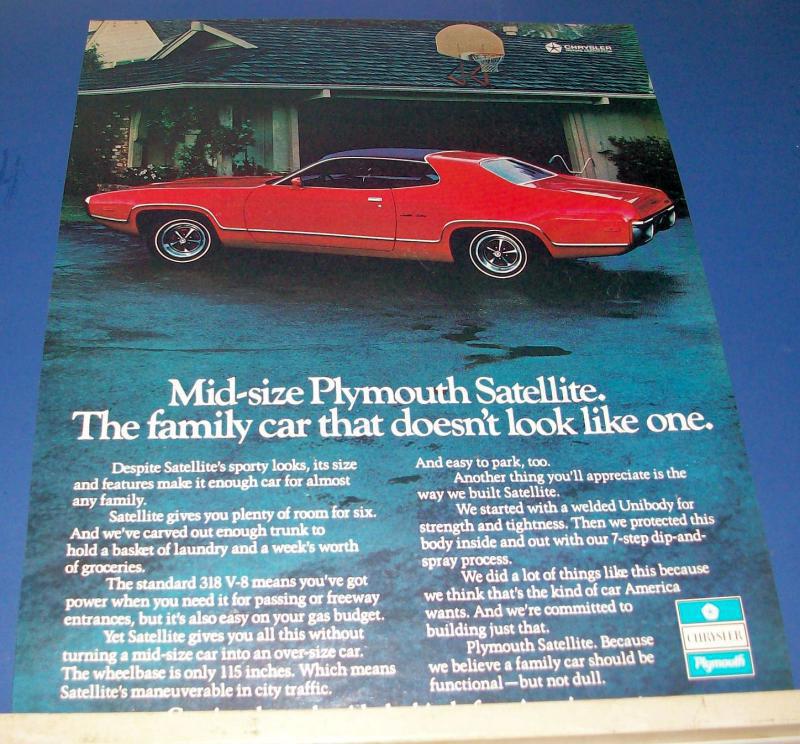 CHRYSLER
Mid-size Plymouth Satellite.
The family car that doesn't look like one.
Despite Satellite's sporty looks, its size
and features make it enough car for almost
any family.
Satellite gives you plenty of room for six.
And we've carved out enough trunk to
hold a basket of laundry and a week's worth
of groceries.
The standard 318 V-8 means you've got
power when you need it for passing or freeway
entrances, but it's also easy on your gas budget.
Yet Satellite gives you all this without
turning a mid-size car into an over-size car.
The wheelbase is only 115 inches. Which means
Satellite's maneuverable in city traffic.
And easy to park, too.
Another thing you'll appreciate is the
way we built Satellite.
We started with a welded Unibody for
strength and tightness. Then we protected this
body inside and out with our 7-step dip-and-
spray process.
We did a lot of things like this because
we think that's the kind of car America
wants. And we're committed to
building just that.
Plymouth Satellite. Because
we believe a family car should be
functional—but not dull.
CHRYSLER
Plymouth